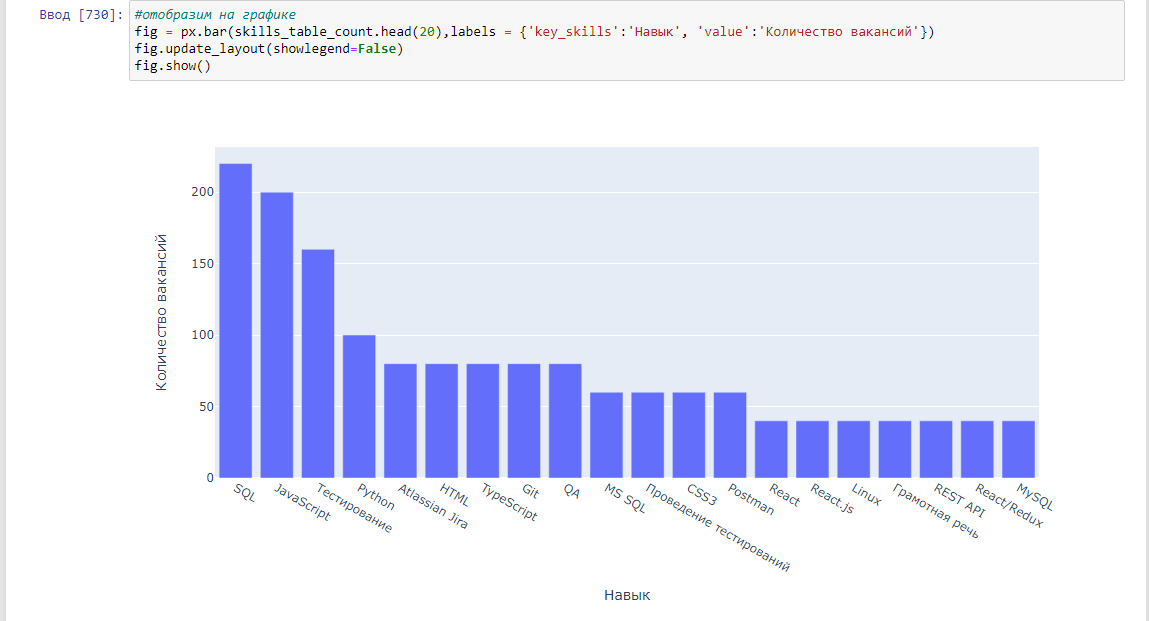 Ввод [730]: #отобразим на графике
fig = px.bar(skills_table_count.head(20),labels = {'key_skills':'Навык', 'value':'Количество вакансий'})
fig.update_layout(showlegend=False)
fig.show()
Количество вакансий
200
150
100
50
0
SQL
JavaScript
Тестирование
Python
Atlassian Jira
HTML
TypeScript
Git
QA
MS SQL
Проведение тестирований
CSS3
Postman
React
React.js
Linux
Грамотная речь
REST API
React/Redux
MySQL
Навык